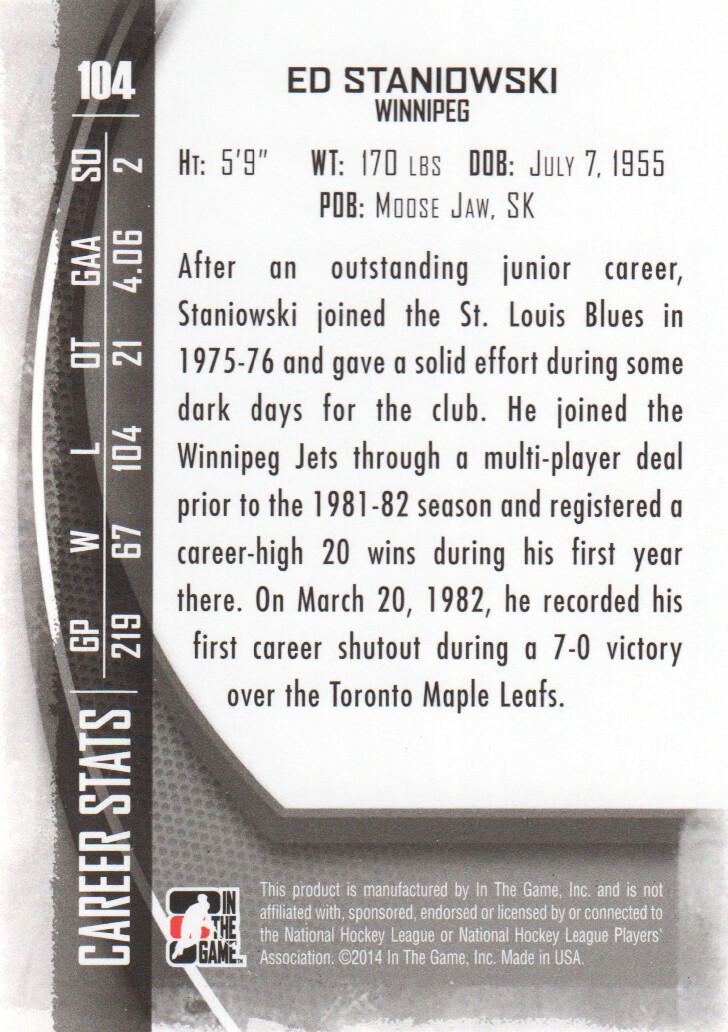 104
ED STANIOWSKI
WINNIPEG
HT: 5'9" WT: 170 LBS DOB: JULY 7, 1955
POB: MOOSE JAW, SK
After an outstanding junior career,
Staniowski joined the St. Louis Blues in
1975-76 and gave a solid effort during some
dark days for the club. He joined the
Winnipeg Jets through a multi-player deal
prior to the 1981-82 season and registered a
career-high 20 wins during his first year
there. On March 20, 1982, he recorded his
first career shutout during a 7-0 victory
over the Toronto Maple Leafs.
CAREER STATS
GP W L OT GAA SO
219 67 104 21 4.06 2
IN
THE
GAME™
This product is manufactured by In The Game, Inc. and is not
affiliated with, sponsored, endorsed or licensed by or connected to
the National Hockey League or National Hockey League Players'
Association. ©2014 In The Game, Inc. Made in USA.